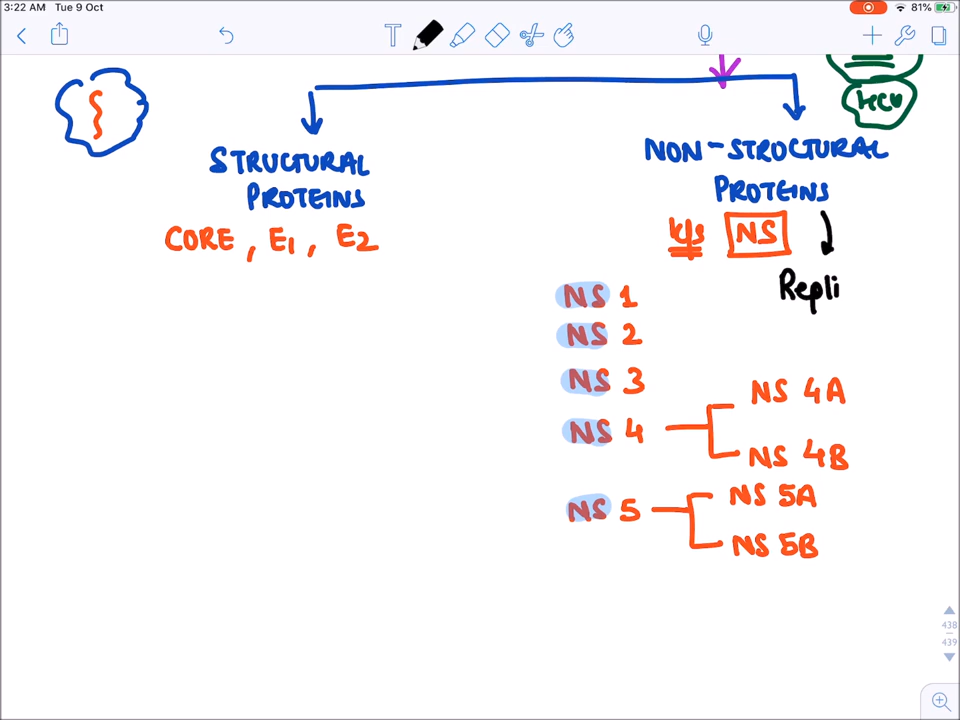 3:22 AM Tue 9 Oct
81%
T
HCV
STRUCTURAL
PROTEINS
CORE, E1, E2
NON-STROCTURAL
PROTEINS
k/s NS
Repli
NS 1
NS 2
NS 3
NS 4
NS 4A
NS 4B
NS 5
NS 5A
NS 5B
438
439